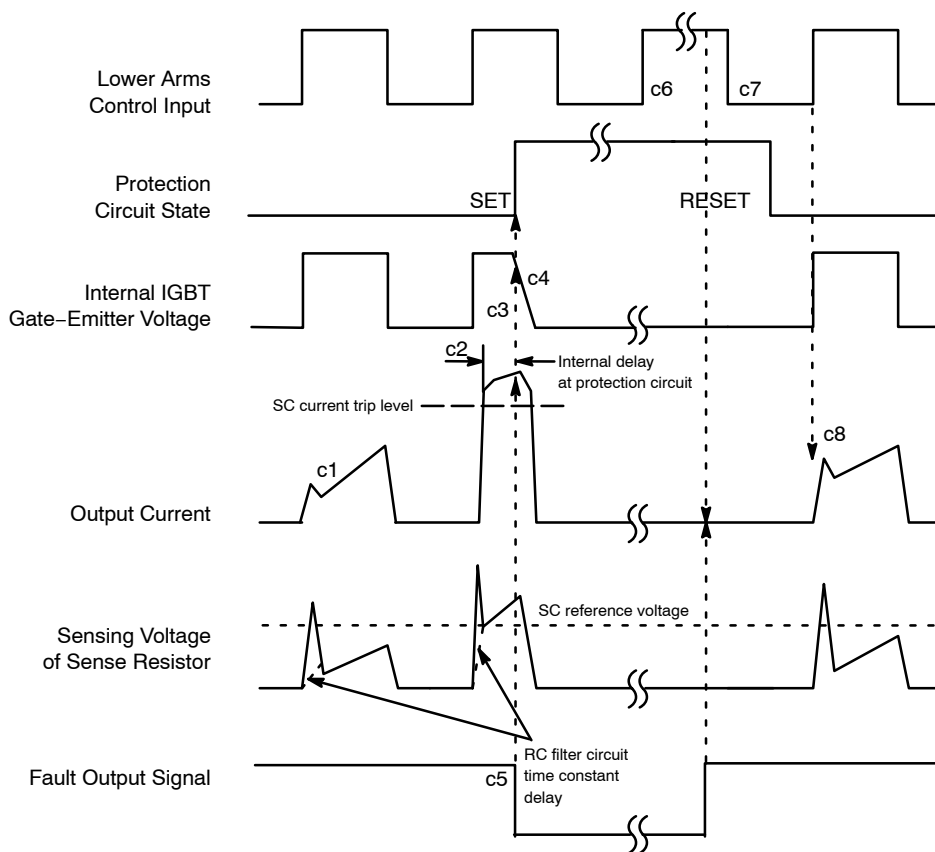 Lower Arms
Control Input
c6
c7
Protection
Circuit State
SET
RESET
Internal IGBT
Gate−Emitter Voltage
c3
c4
c2
Internal delay
at protection circuit
SC current trip level
c1
c8
Output Current
SC reference voltage
Sensing Voltage
of Sense Resistor
Fault Output Signal
c5
RC filter circuit
time constant
delay